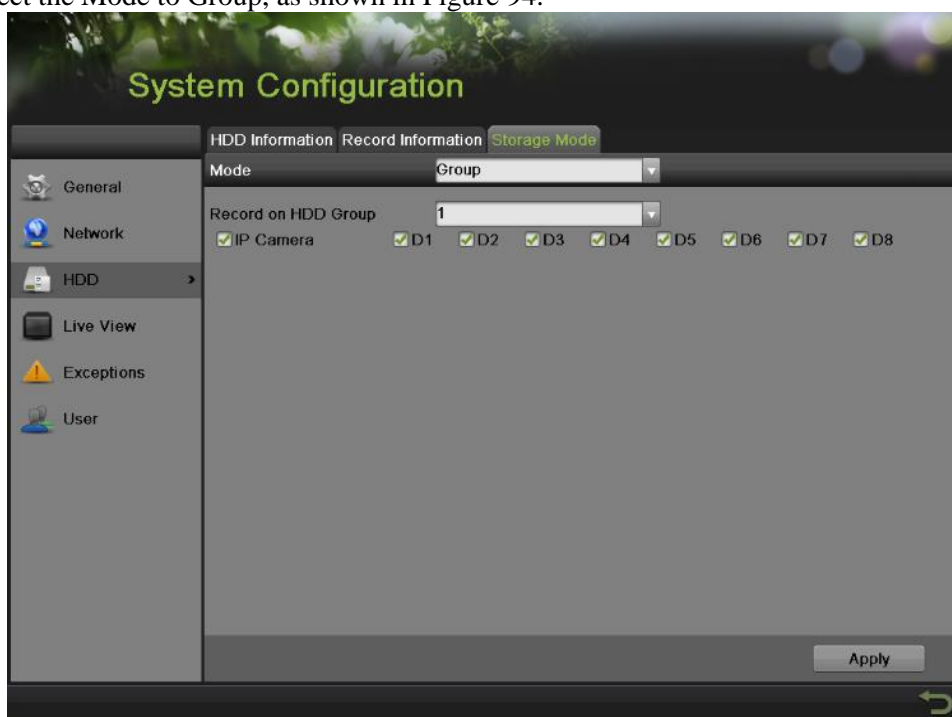 the Mode to Group, as shown in Figure 94.
System Configuration
HDD Information Record Information Storage Mode
Mode Group
Record on HDD Group 1
IP Camera D1 D2 D3 D4 D5 D6 D7 D8
General
Network
HDD
Live View
Exceptions
User
Apply